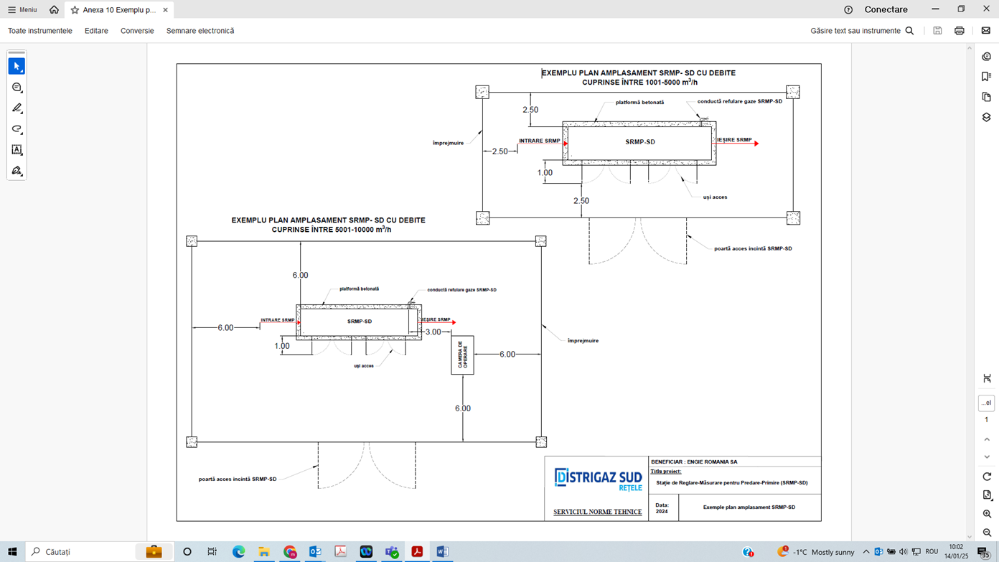 Meniu
Anexa 10 Exemplu p...
Conectare
Toate instrumentele
Editare
Conversie
Semnare electronică
Găsire text sau instrumente
EXEMPLU PLAN AMPLASAMENT SRMP- SD CU DEBITE
CUPRINSE ÎNTRE 1001-5000 m³/h
2.50
platformă betonată
conductă refulare gaze SRMP-SD
împrejmuire
INTRARE SRMP
SRMP-SD
IEȘIRE SRMP
2.50
1.00
uși acces
2.50
poartă acces incintă SRMP-SD
EXEMPLU PLAN AMPLASAMENT SRMP- SD CU DEBITE
CUPRINSE ÎNTRE 5001-10000 m³/h
6.00
platformă betonată
conductă refulare gaze SRMP-SD
INTRARE SRMP
SRMP-SD
IEȘIRE SRMP
6.00
3.00
1.00
uși acces
CAMERA DE
OPERARE
6.00
împrejmuire
6.00
poartă acces incintă SRMP-SD
DISTRIGAZ SUD
REȚELE
SERVICIUL NORME TEHNICE
BENEFICIAR : ENGIE ROMANIA SA
Titlu proiect:
Stație de Reglare-Măsurare pentru Predare-Primire (SRMP-SD)
Data:
2024
Exemple plan amplasament SRMP-SD
...el
1
Căutați
-1°C Mostly sunny
ROU
10:02
14/01/25
35